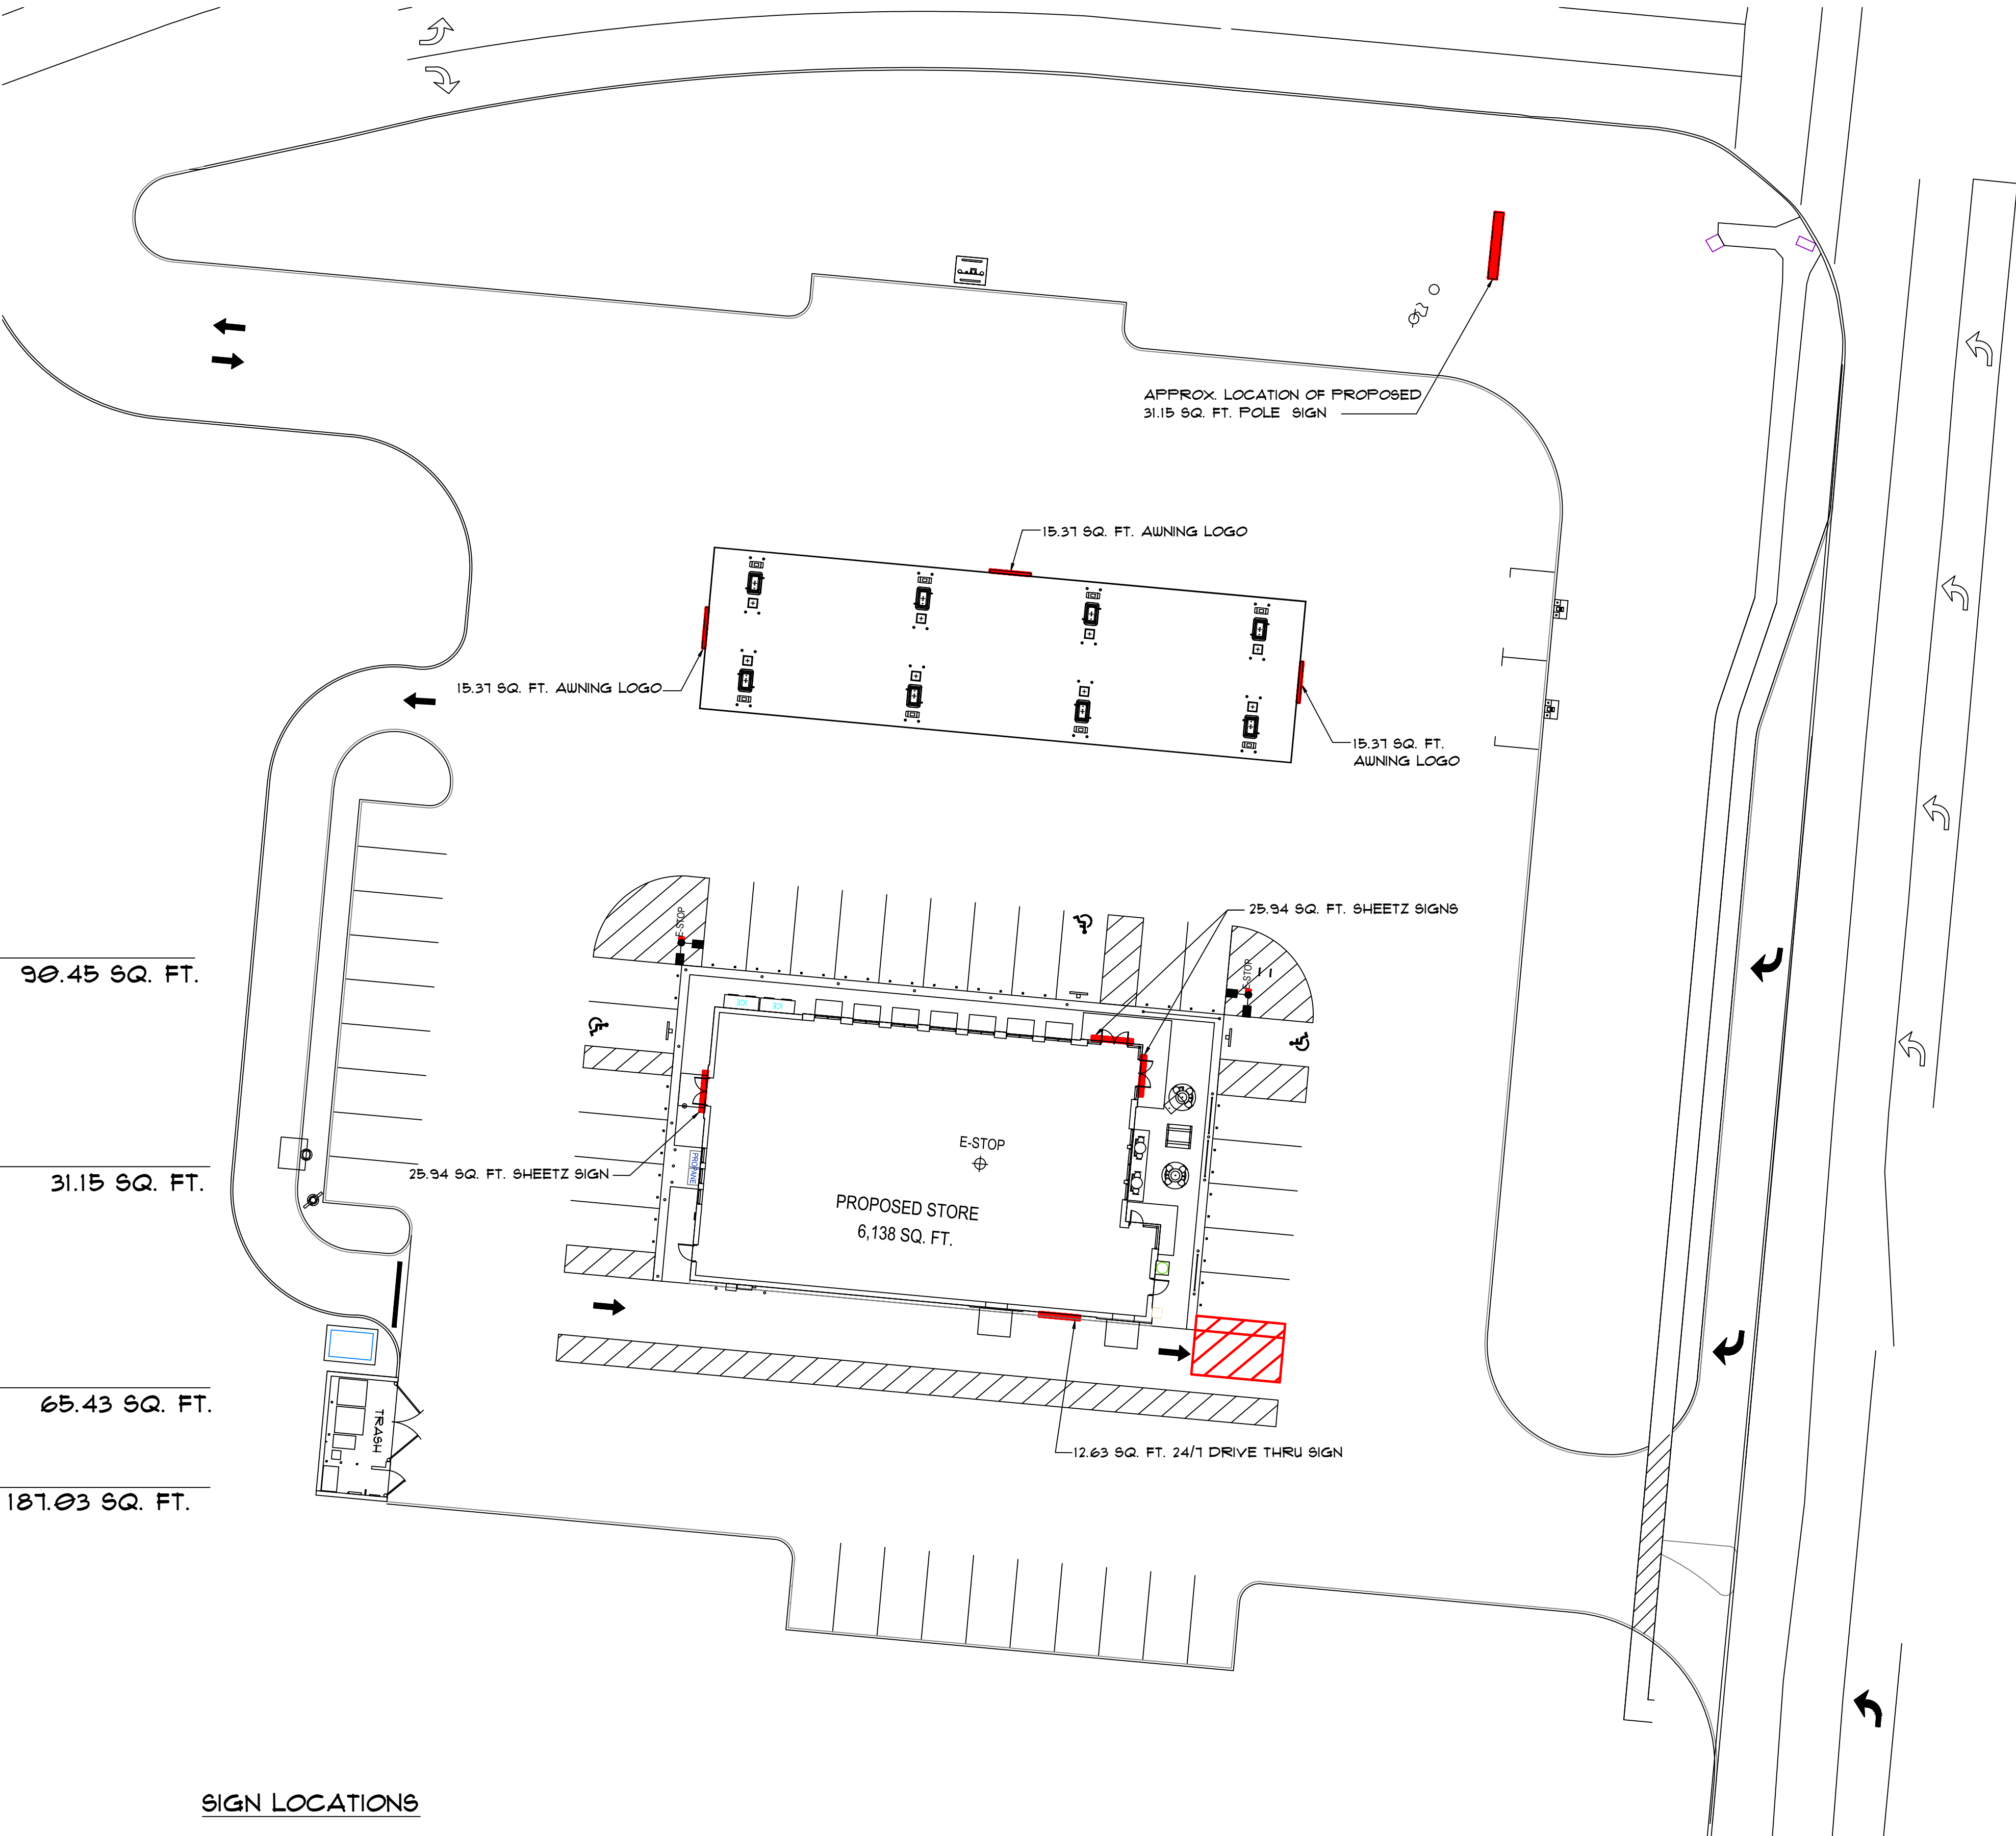 APPROX. LOCATION OF PROPOSED
31.15 SQ. FT. POLE SIGN
15.37 SQ. FT. AWNING LOGO
15.37 SQ. FT. AWNING LOGO
15.37 SQ. FT.
AWNING LOGO
E-STOP
25.94 SQ. FT. SHEETZ SIGNS
E-STOP
90.45 SQ. FT.
ICE
ICE
E-STOP
PROPANE
25.94 SQ. FT. SHEETZ SIGN
31.15 SQ. FT.
PROPOSED STORE
6,138 SQ. FT.
65.43 SQ. FT.
TRASH
12.63 SQ. FT. 24/7 DRIVE THRU SIGN
187.03 SQ. FT.
SIGN LOCATIONS